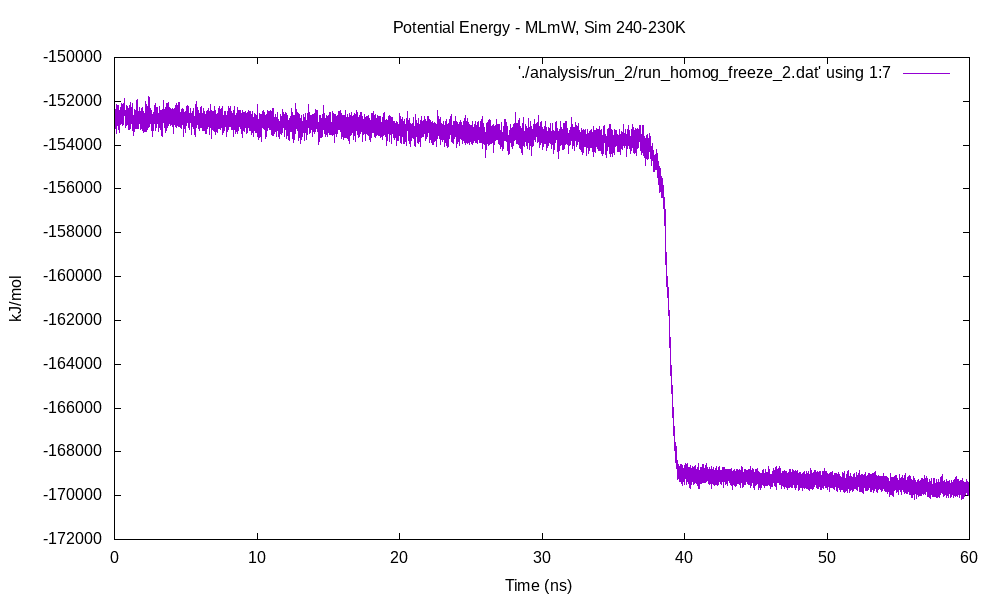 Potential Energy - MLmW, Sim 240-230K
'./analysis/run_2/run_homog_freeze_2.dat' using 1:7
-150000
-152000
-154000
-156000
-158000
-160000
-162000
-164000
-166000
-168000
-170000
-172000
kJ/mol
0 10 20 30 40 50 60
Time (ns)